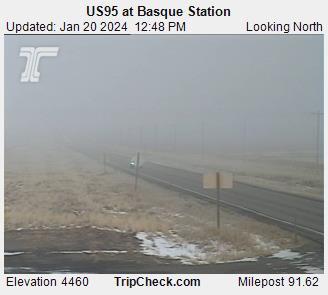 US95 at Basque Station
Updated: Jan 20 2024 12:48 PM Looking North
Elevation 4460 TripCheck.com Milepost 91.62